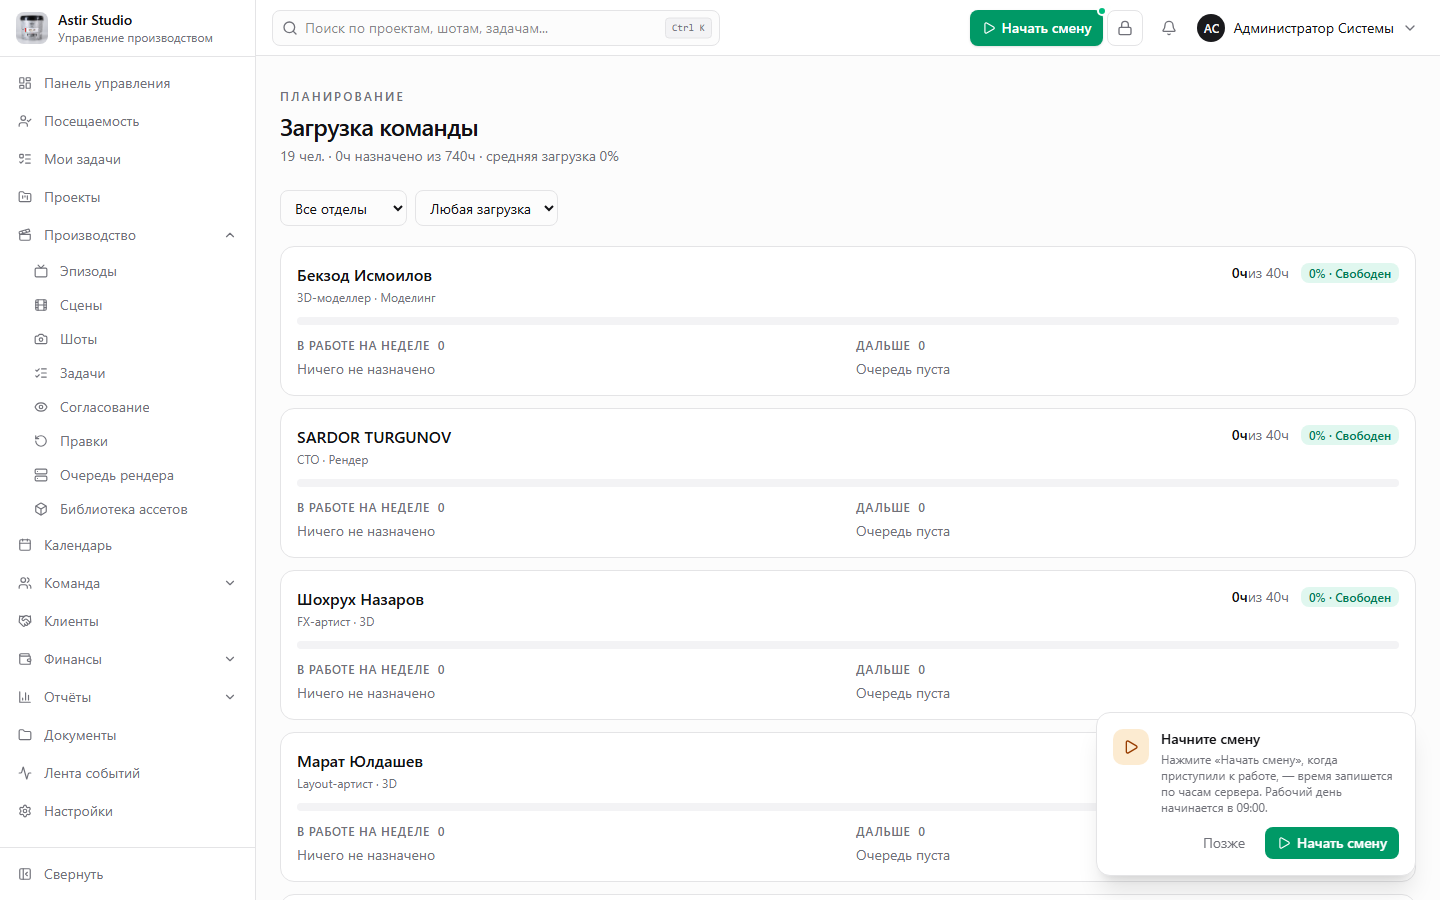 Astir Studio
Управление производством
Поиск по проектам, шотам, задачам...
Ctrl K
Начать смену
АС
Администратор Системы
Панель управления
Посещаемость
Мои задачи
Проекты
Производство
Эпизоды
Сцены
Шоты
Задачи
Согласование
Правки
Очередь рендера
Библиотека ассетов
Календарь
Команда
Клиенты
Финансы
Отчёты
Документы
Лента событий
Настройки
Свернуть
ПЛАНИРОВАНИЕ
Загрузка команды
19 чел. · 0ч назначено из 740ч · средняя загрузка 0%
Все отделы
Любая загрузка
Бекзод Исмоилов
0ч из 40ч
0% · Свободен
3D-моделлер · Моделинг
В РАБОТЕ НА НЕДЕЛЕ 0
ДАЛЬШЕ 0
Ничего не назначено
Очередь пуста
SARDOR TURGUNOV
0ч из 40ч
0% · Свободен
CTO · Рендер
В РАБОТЕ НА НЕДЕЛЕ 0
ДАЛЬШЕ 0
Ничего не назначено
Очередь пуста
Шохрух Назаров
0ч из 40ч
0% · Свободен
FX-артист · 3D
В РАБОТЕ НА НЕДЕЛЕ 0
ДАЛЬШЕ 0
Ничего не назначено
Очередь пуста
Марат Юлдашев
Layout-артист · 3D
В РАБОТЕ НА НЕДЕЛЕ 0
ДАЛЬШЕ 0
Ничего не назначено
Очередь пуста
Начните смену
Нажмите «Начать смену», когда
приступили к работе, — время запишется
по часам сервера. Рабочий день
начинается в 09:00.
Позже
Начать смену